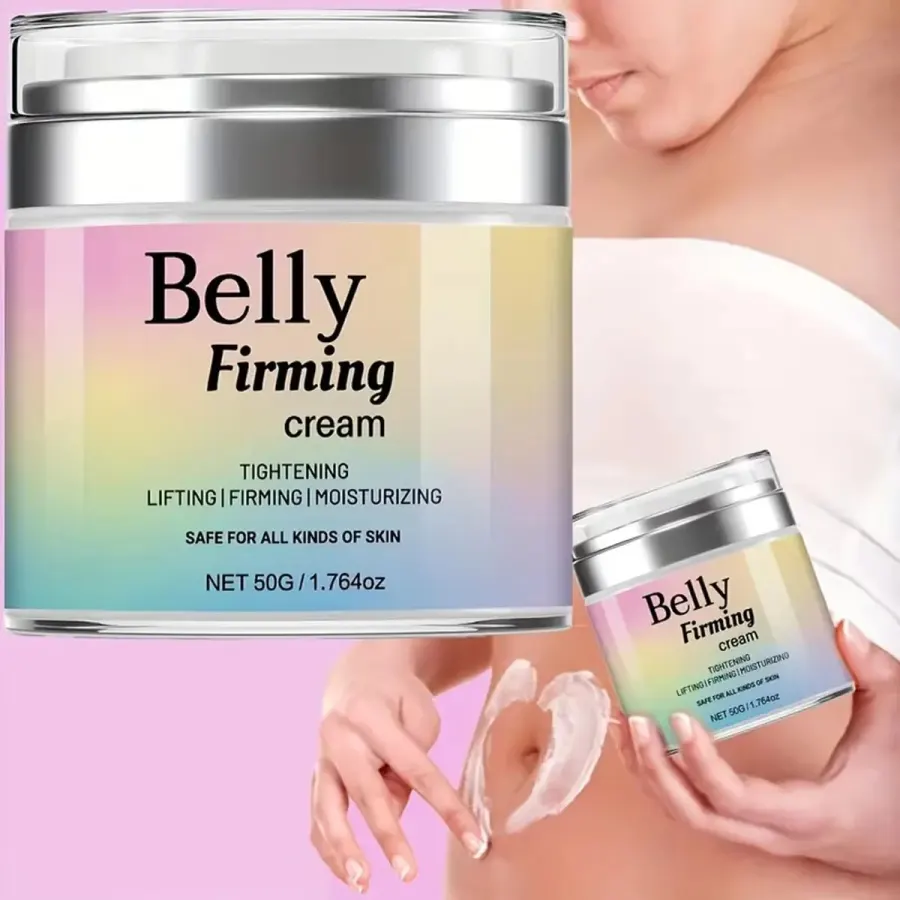 Belly
Firming
cream
TIGHTENING
LIFTING | FIRMING | MOISTURIZING
SAFE FOR ALL KINDS OF SKIN
NET 50G / 1.764oz
Belly
Firming
cream
TIGHTENING
LIFTING | FIRMING | MOISTURIZING
SAFE FOR ALL KINDS OF SKIN
NET 50G / 1.764oz